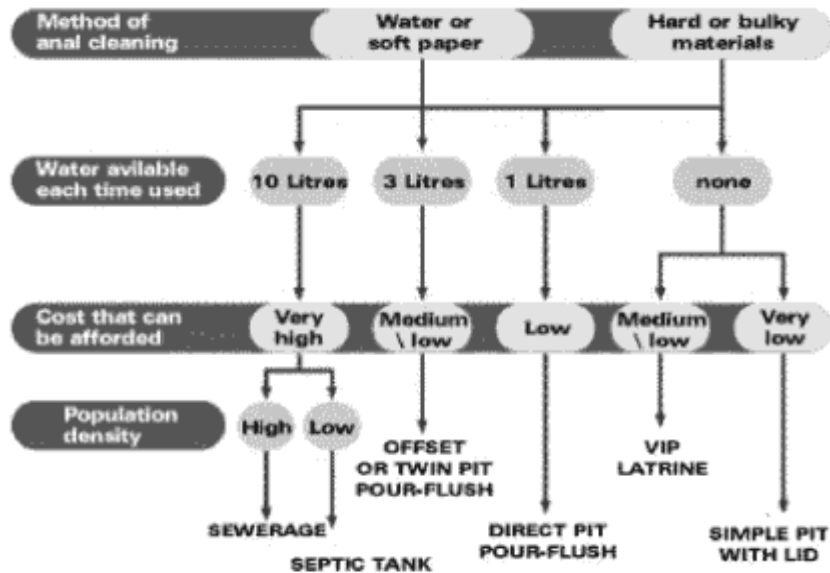 Method of
anal cleaning
Water or
soft paper
Hard or bulky
materials
Water avilable
each time used
10 Litres
3 Litres
1 Litres
none
Cost that can
be afforded
Very
high
Medium
\ low
Low
Medium
\ low
Very
low
Population
density
High
Low
OFFSET
OR TWIN PIT
POUR-FLUSH
VIP
LATRINE
SEWERAGE
SEPTIC TANK
DIRECT PIT
POUR-FLUSH
SIMPLE PIT
WITH LID